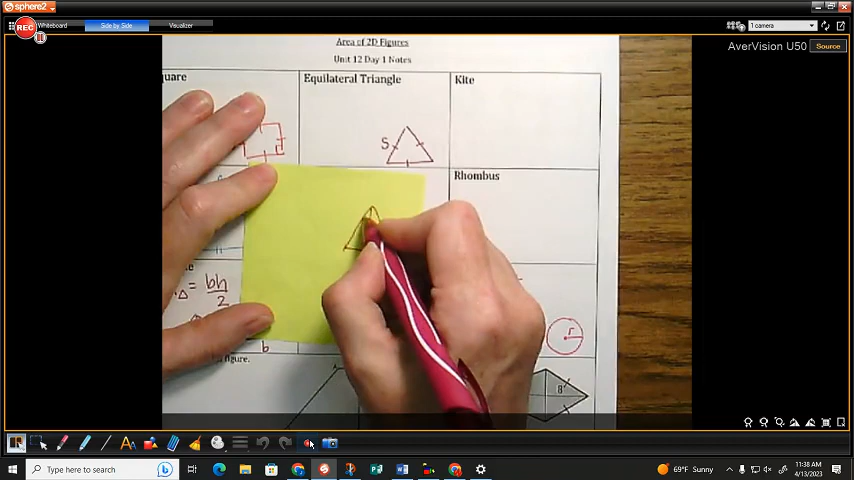 sphere2
REC
Whiteboard
Side by Side
Visualizer
1 camera
AverVision U50
Source
Area of 2D Figures
Unit 12 Day 1 Notes
quare
Equilateral Triangle
Kite
S
Rhombus
△ = bh/2
r
b
figure.
8
Type here to search
69°F Sunny
11:38 AM
4/13/2023